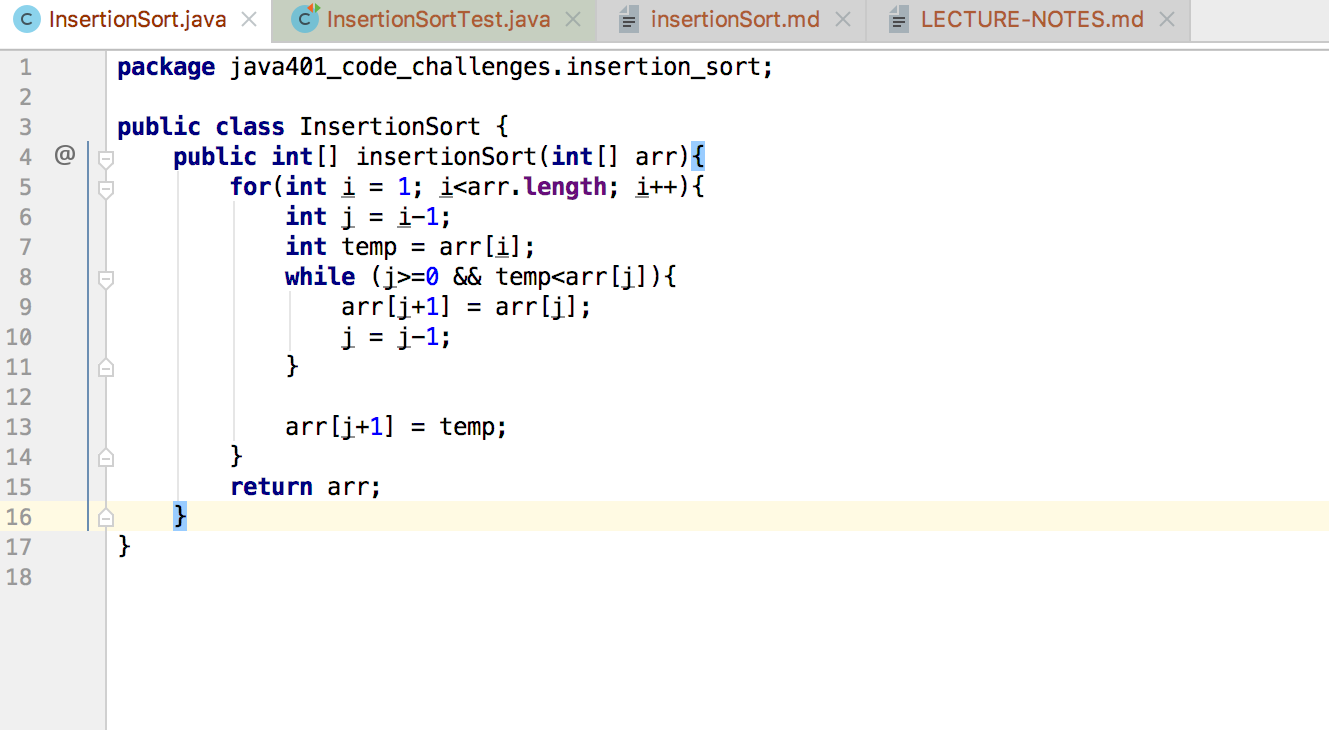 InsertionSort.java InsertionSortTest.java insertionSort.md LECTURE-NOTES.md
1 package java401_code_challenges.insertion_sort;
2
3 public class InsertionSort {
4 @ public int[] insertionSort(int[] arr){
5 for(int i = 1; i<arr.length; i++){
6 int j = i-1;
7 int temp = arr[i];
8 while (j>=0 && temp<arr[j]){
9 arr[j+1] = arr[j];
10 j = j-1;
11 }
12
13 arr[j+1] = temp;
14 }
15 return arr;
16 }
17 }
18